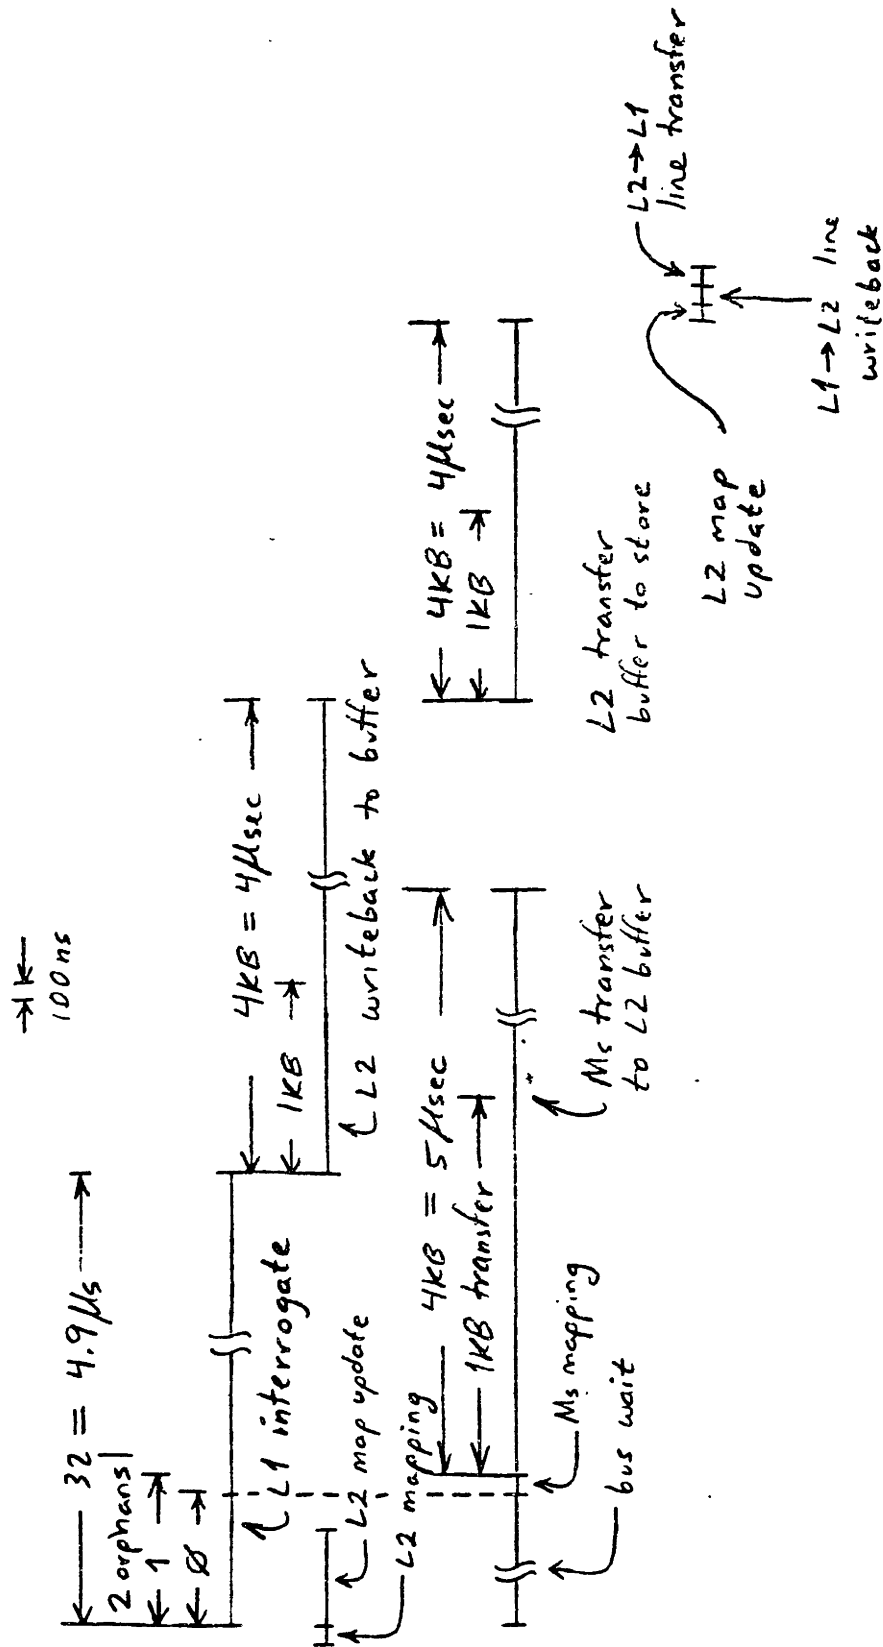 100ns
32 = 4.9μs
2 orphans
1
Ø
L1 interrogate
L2 map update
L2 mapping
4KB = 4μsec
1KB
L2 writeback to buffer
4KB = 5μsec
1KB transfer
Ms mapping
bus wait
Ms transfer
to L2 buffer
4KB = 4μsec
1KB
L2 transfer
buffer to store
L2 map
update
L2→L1
line transfer
L1→L2 line
writeback